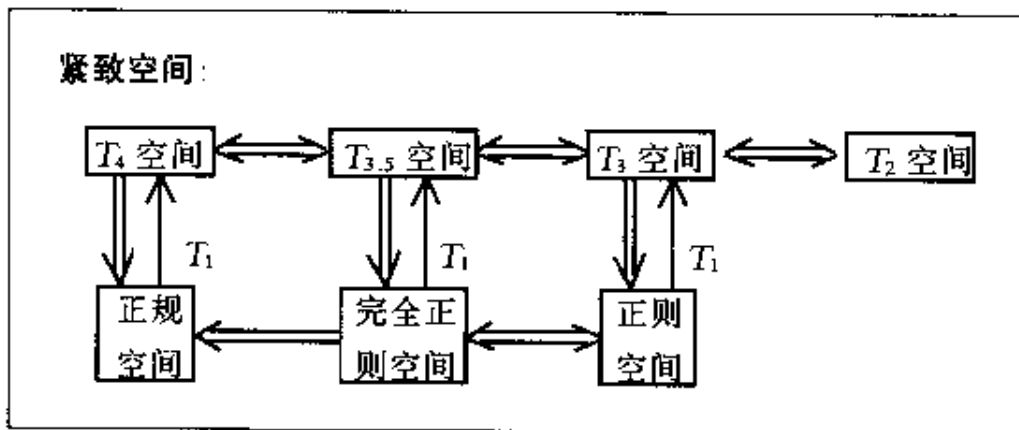 紧致空间:
T₄ 空间
T₃.₅ 空间
T₃ 空间
T₂ 空间
T₁
T₁
T₁
正规
空间
完全正
则空间
正则
空间